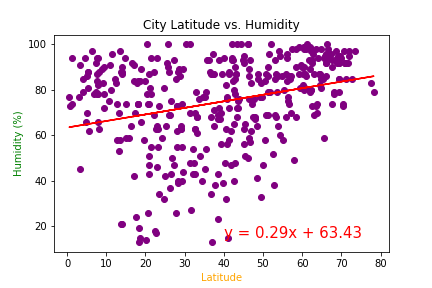 City Latitude vs. Humidity
100
80
60
40
20
Humidity (%)
y = 0.29x + 63.43
0 10 20 30 40 50 60 70 80
Latitude